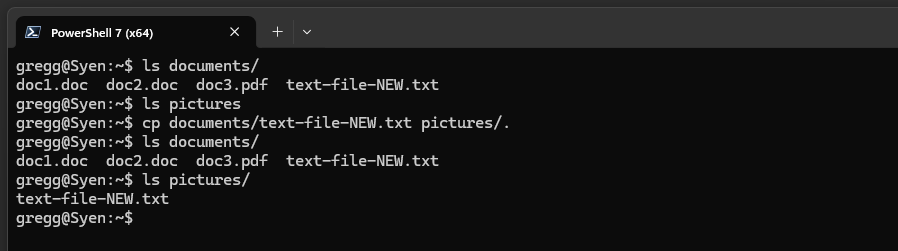 PowerShell 7 (x64)
gregg@Syen:~$ ls documents/
doc1.doc  doc2.doc  doc3.pdf  text-file-NEW.txt
gregg@Syen:~$ ls pictures
gregg@Syen:~$ cp documents/text-file-NEW.txt pictures/.
gregg@Syen:~$ ls documents/
doc1.doc  doc2.doc  doc3.pdf  text-file-NEW.txt
gregg@Syen:~$ ls pictures/
text-file-NEW.txt
gregg@Syen:~$